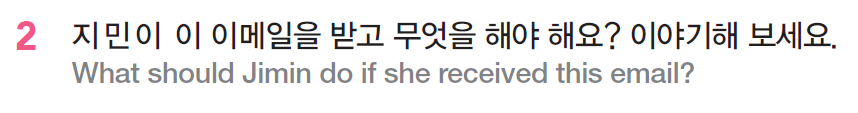 2 지민이 이 이메일을 받고 무엇을 해야 해요? 이야기해 보세요.
What should Jimin do if she received this email?